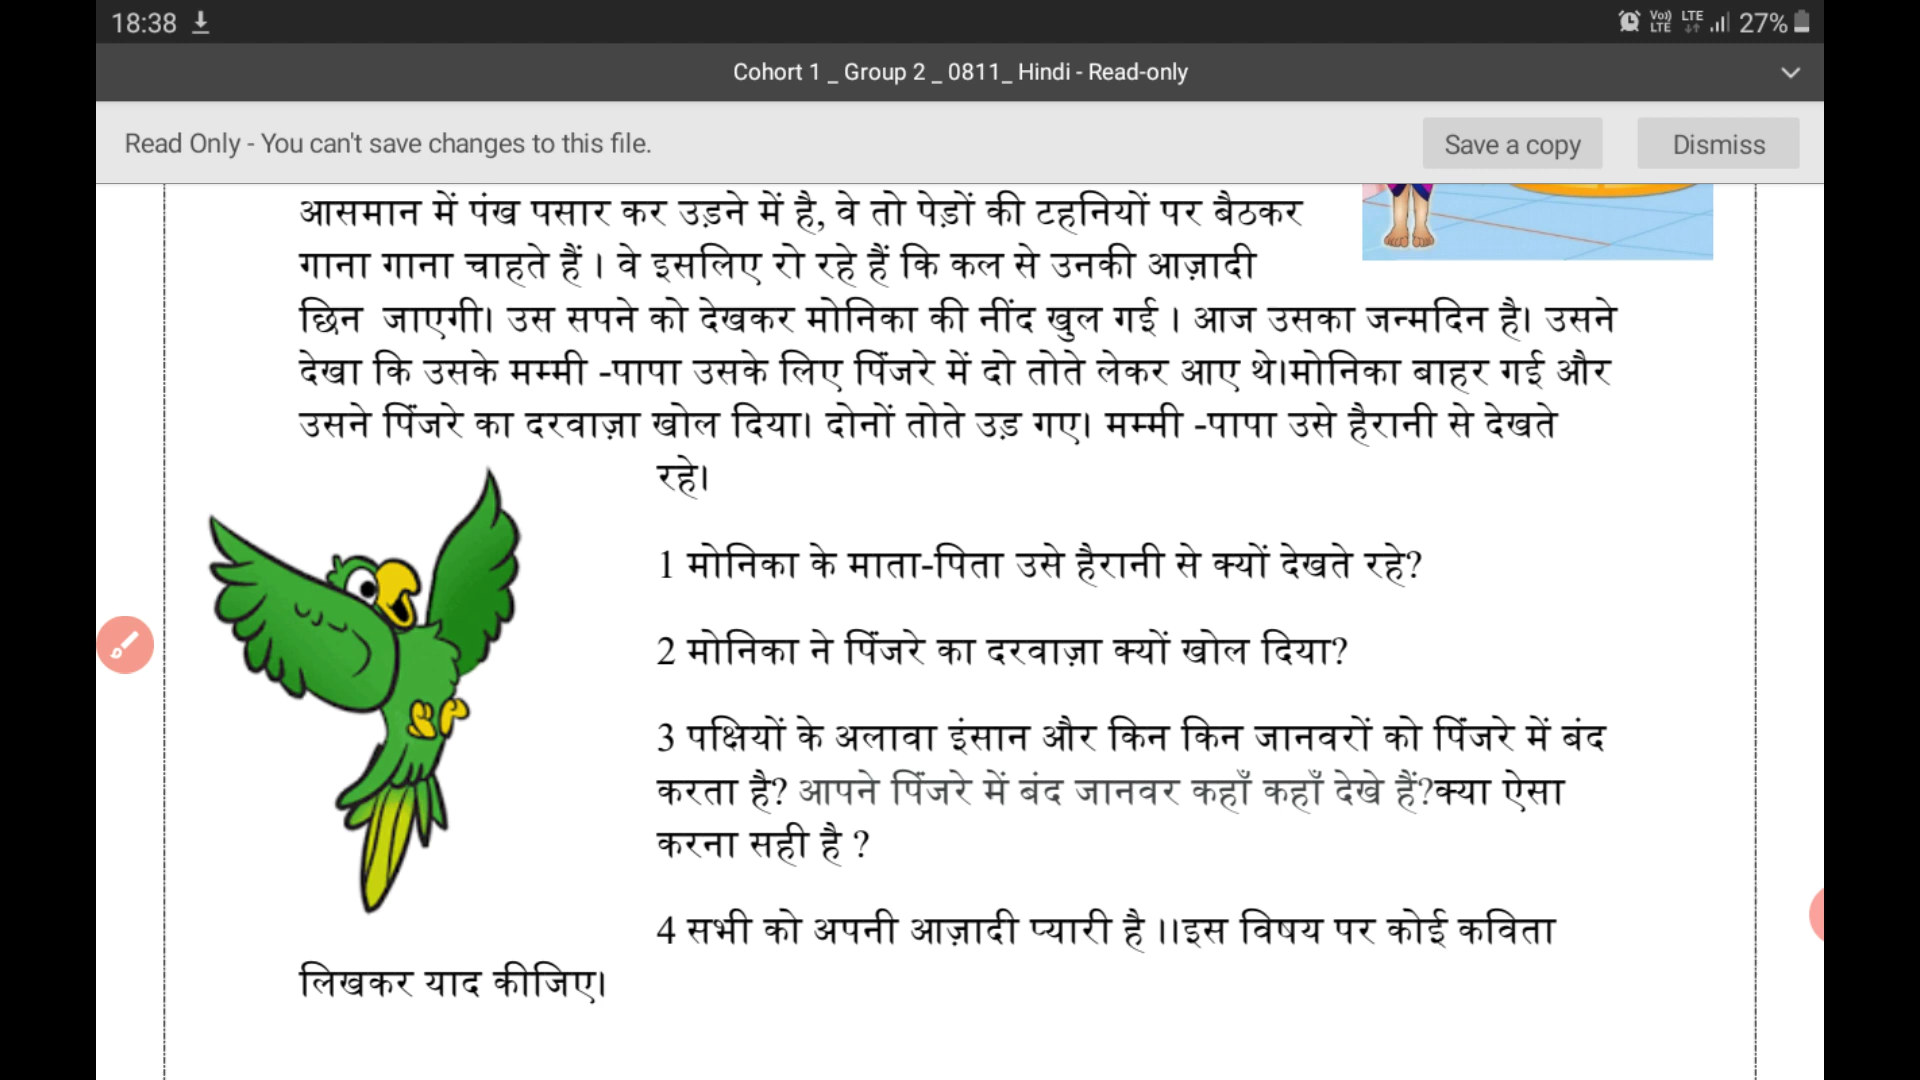 18:38
Vo)) LTE LTE 27%
Cohort 1 _ Group 2 _ 0811_ Hindi - Read-only
Read Only - You can't save changes to this file.
Save a copy
Dismiss
आसमान में पंख पसार कर उड़ने में है, वे तो पेड़ों की टहनियों पर बैठकर
गाना गाना चाहते हैं । वे इसलिए रो रहे हैं कि कल से उनकी आज़ादी
छिन जाएगी। उस सपने को देखकर मोनिका की नींद खुल गई । आज उसका जन्मदिन है। उसने
देखा कि उसके मम्मी -पापा उसके लिए पिंजरे में दो तोते लेकर आए थे।मोनिका बाहर गई और
उसने पिंजरे का दरवाज़ा खोल दिया। दोनों तोते उड़ गए। मम्मी -पापा उसे हैरानी से देखते
रहे।
1 मोनिका के माता-पिता उसे हैरानी से क्यों देखते रहे?
2 मोनिका ने पिंजरे का दरवाज़ा क्यों खोल दिया?
3 पक्षियों के अलावा इंसान और किन किन जानवरों को पिंजरे में बंद
करता है? आपने पिंजरे में बंद जानवर कहाँ कहाँ देखे हैं?क्या ऐसा
करना सही है ?
4 सभी को अपनी आज़ादी प्यारी है ।।इस विषय पर कोई कविता
लिखकर याद कीजिए।